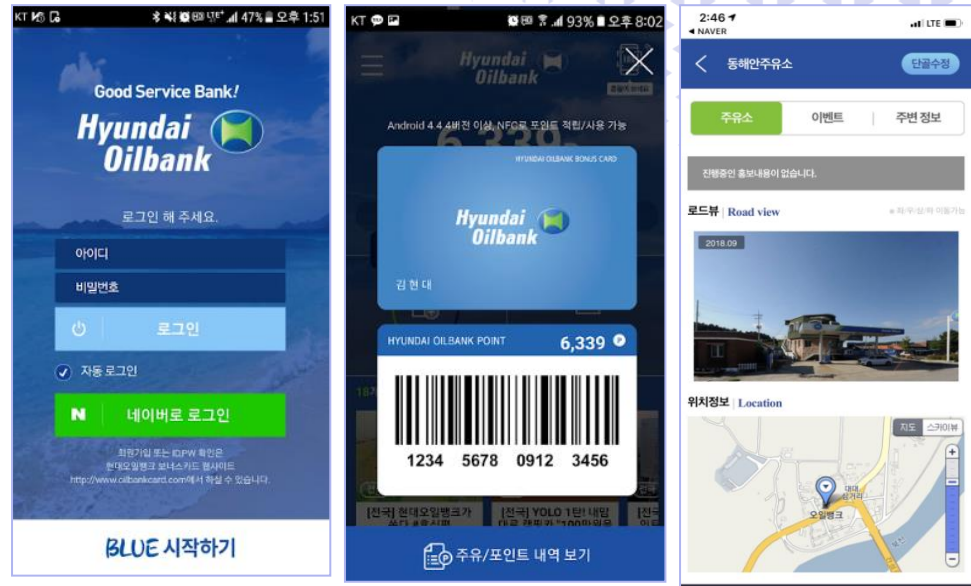 KT 47% 오후 1:51
Good Service Bank!
Hyundai
Oilbank
로그인 해 주세요.
아이디
비밀번호
로그인
자동 로그인
N 네이버로 로그인
회원가입 또는 ID,PW 확인은
현대오일뱅크 보너스카드 웹사이트
http://www.oilbankcard.com에서 하실 수 있습니다.
BLUE 시작하기
KT 93% 오후 8:02
Hyundai
Oilbank
Android 4.4.4버전 이상, NFC로 포인트 적립/사용 가능
6,339
HYUNDAI OILBANK BONUS CARD
Hyundai
Oilbank
김 현 대
HYUNDAI OILBANK POINT 6,339 P
1234 5678 0912 3456
[전국] 현대오일뱅크가
[전국] YOLO 1탄! 내맘
주유/포인트 내역 보기
2:46 LTE
NAVER
동해안주유소 단골수정
주유소 이벤트 주변 정보
진행중인 홍보내용이 없습니다.
로드뷰 | Road view
2018.09
위치정보 | Location
지도 스카이뷰
대대
삼거리
오일뱅크